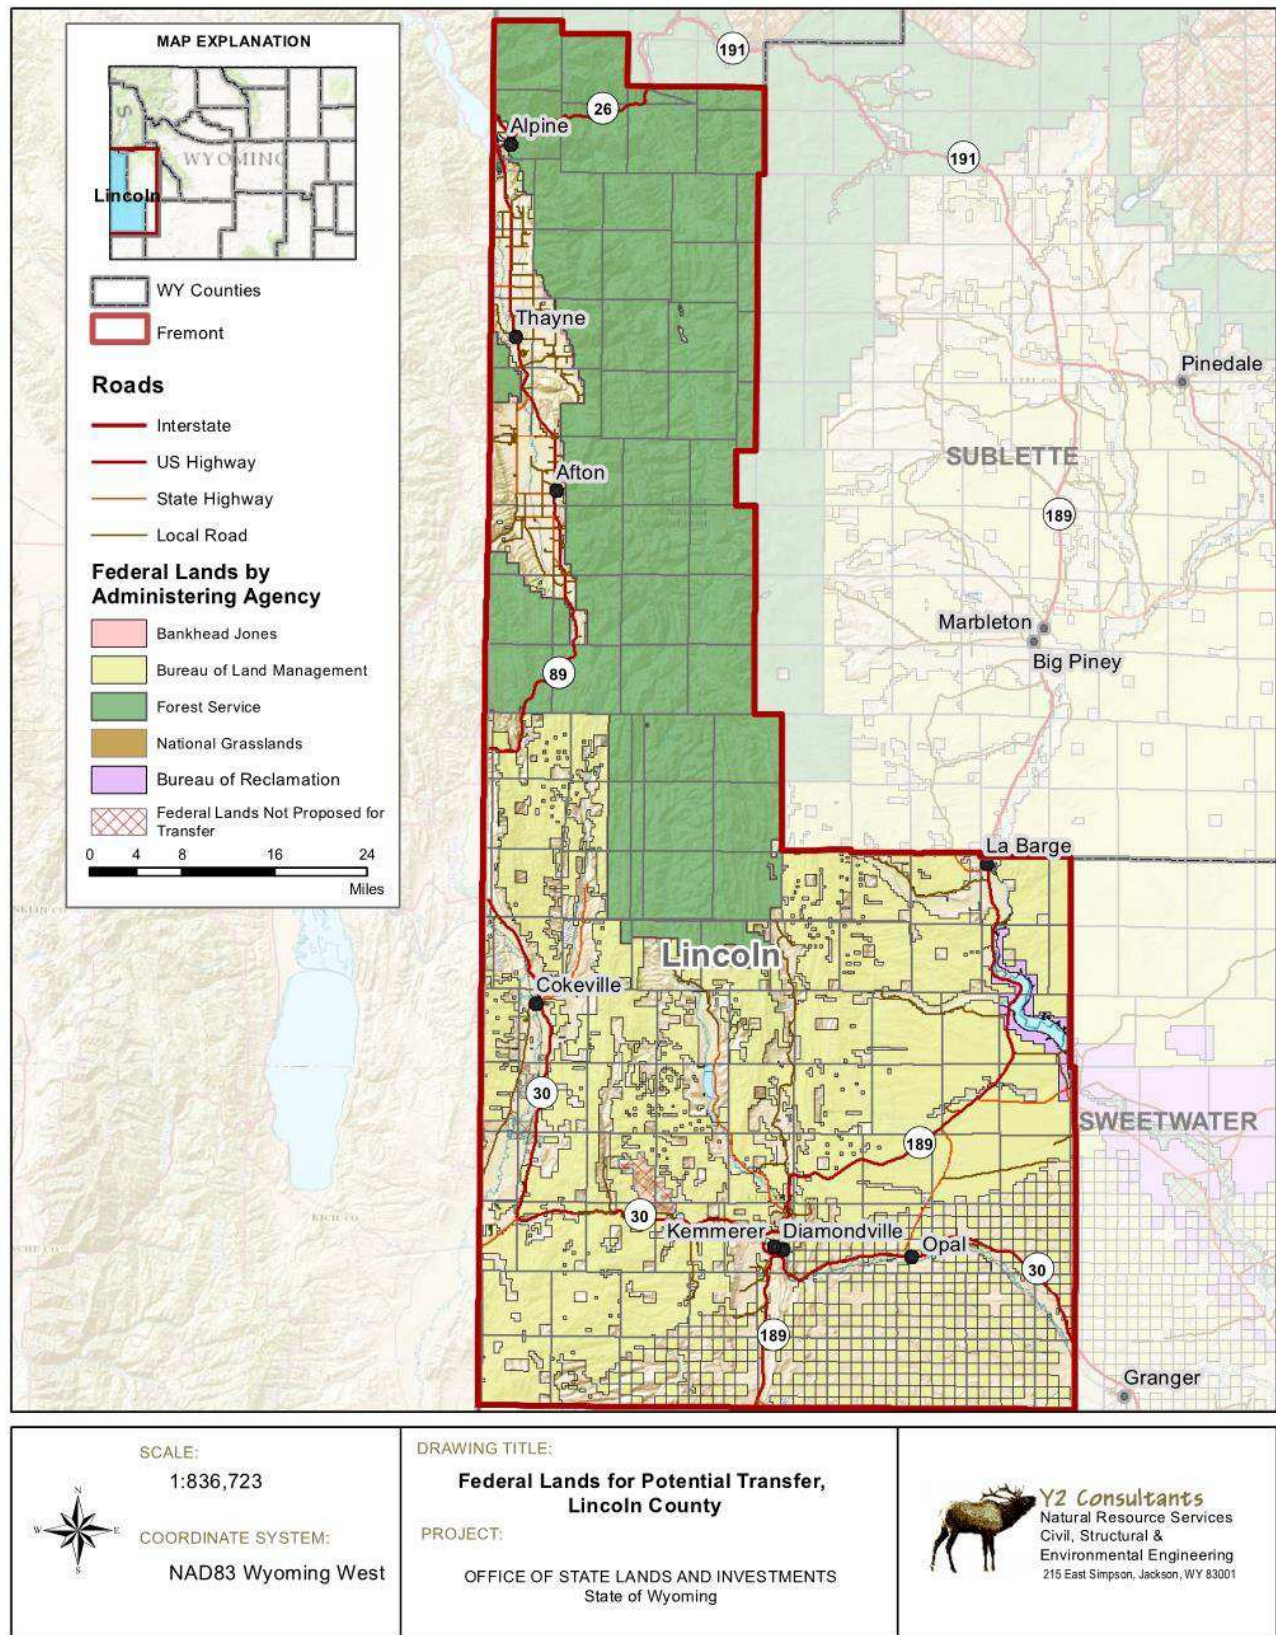 MAP EXPLANATION
WYOMING
Lincoln
WY Counties
Fremont
Roads
Interstate
US Highway
State Highway
Local Road
Federal Lands by
Administering Agency
Bankhead Jones
Bureau of Land Management
Forest Service
National Grasslands
Bureau of Reclamation
Federal Lands Not Proposed for
Transfer
0 4 8 16 24
Miles
191
26
Alpine
191
Thayne
Pinedale
SUBLETTE
Afton
189
Marbleton
Big Piney
89
La Barge
Lincoln
Cokeville
30
SWEETWATER
189
30
Kemmerer
Diamondville
Opal
30
189
Granger
RICH CO
N
W
E
S
SCALE:
1:836,723
COORDINATE SYSTEM:
NAD83 Wyoming West
DRAWING TITLE:
Federal Lands for Potential Transfer,
Lincoln County
PROJECT:
OFFICE OF STATE LANDS AND INVESTMENTS
State of Wyoming
Y2 Consultants
Natural Resource Services
Civil, Structural &
Environmental Engineering
215 East Simpson, Jackson, WY 83001